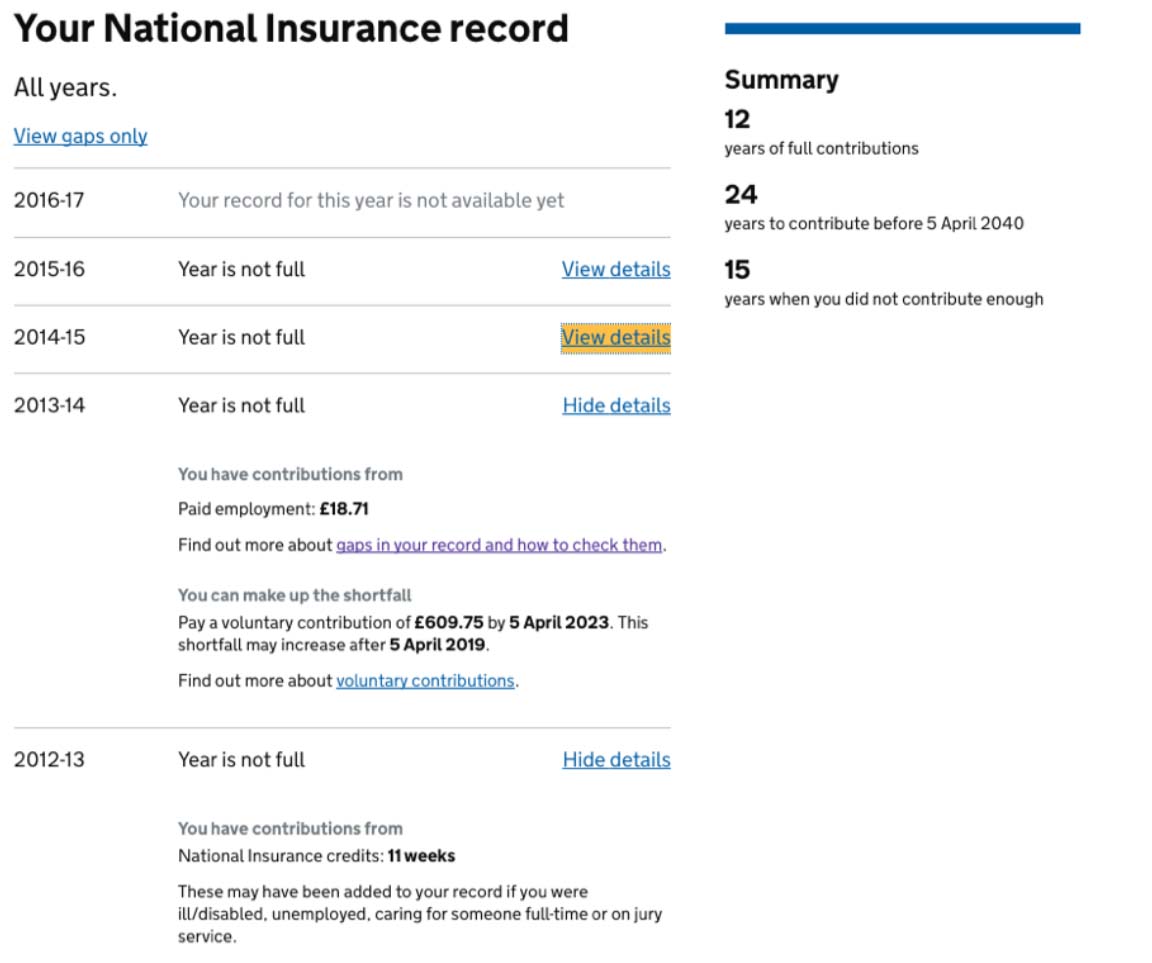 Your National Insurance record
All years.
View gaps only
2016-17 Your record for this year is not available yet
2015-16 Year is not full View details
2014-15 Year is not full View details
2013-14 Year is not full Hide details
You have contributions from
Paid employment: £18.71
Find out more about gaps in your record and how to check them.
You can make up the shortfall
Pay a voluntary contribution of £609.75 by 5 April 2023. This
shortfall may increase after 5 April 2019.
Find out more about voluntary contributions.
2012-13 Year is not full Hide details
You have contributions from
National Insurance credits: 11 weeks
These may have been added to your record if you were
ill/disabled, unemployed, caring for someone full-time or on jury
service.
Summary
12
years of full contributions
24
years to contribute before 5 April 2040
15
years when you did not contribute enough